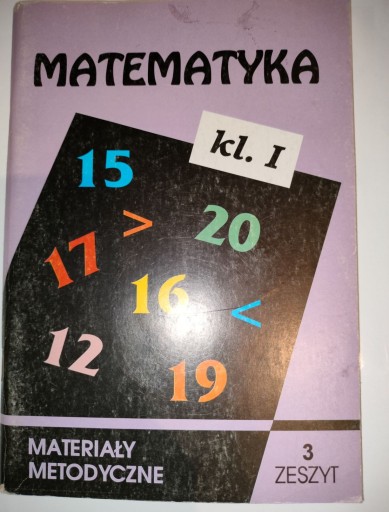 MATEMATYKA
kl. I
15
> 20
17
16 <
12
19
MATERIAŁY
METODYCZNE
3
ZESZYT